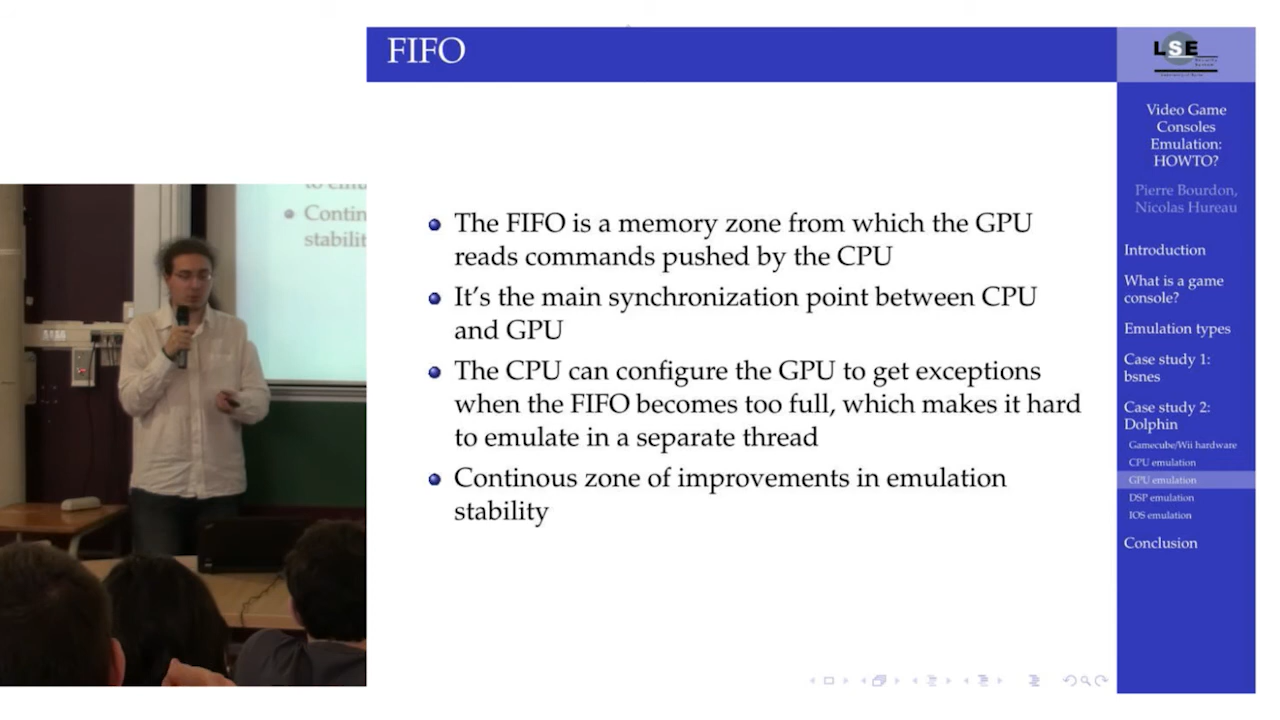 FIFO
The FIFO is a memory zone from which the GPU
reads commands pushed by the CPU
It's the main synchronization point between CPU
and GPU
The CPU can configure the GPU to get exceptions
when the FIFO becomes too full, which makes it hard
to emulate in a separate thread
Continous zone of improvements in emulation
stability
LSE
Video Game
Consoles
Emulation:
HOWTO?
Pierre Bourdon,
Nicolas Hureau
Introduction
What is a game
console?
Emulation types
Case study 1:
bsnes
Case study 2:
Dolphin
Gamecube/Wii hardware
CPU emulation
GPU emulation
DSP emulation
IOS emulation
Conclusion
Contin
stabilit